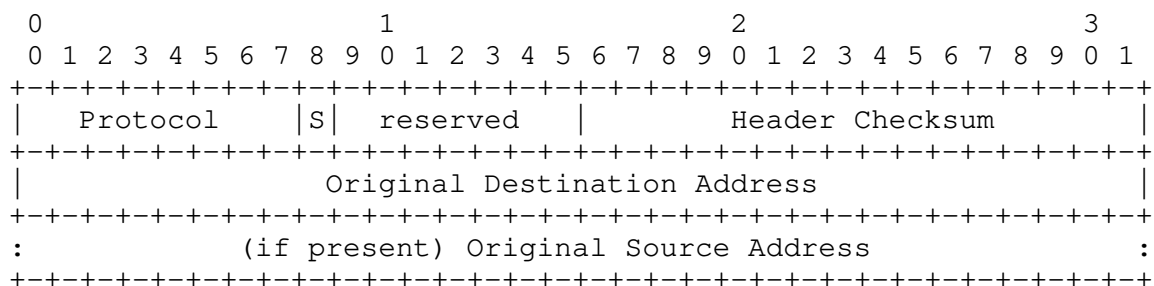 0                   1                   2                   3
 0 1 2 3 4 5 6 7 8 9 0 1 2 3 4 5 6 7 8 9 0 1 2 3 4 5 6 7 8 9 0 1
+-+-+-+-+-+-+-+-+-+-+-+-+-+-+-+-+-+-+-+-+-+-+-+-+-+-+-+-+-+-+-+-+
|   Protocol    |S|  reserved   |        Header Checksum        |
+-+-+-+-+-+-+-+-+-+-+-+-+-+-+-+-+-+-+-+-+-+-+-+-+-+-+-+-+-+-+-+-+
|                 Original Destination Address                  |
+-+-+-+-+-+-+-+-+-+-+-+-+-+-+-+-+-+-+-+-+-+-+-+-+-+-+-+-+-+-+-+-+
:            (if present) Original Source Address               :
+-+-+-+-+-+-+-+-+-+-+-+-+-+-+-+-+-+-+-+-+-+-+-+-+-+-+-+-+-+-+-+-+